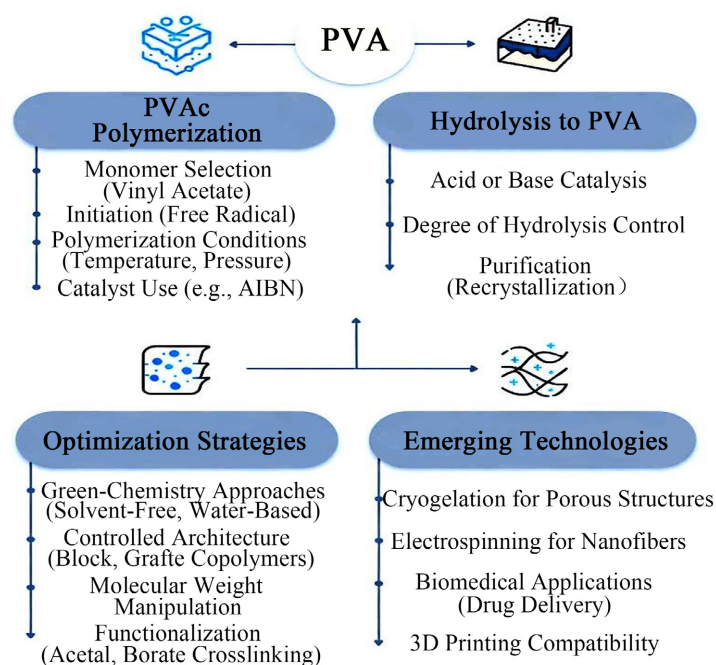 PVA
PVAc
Polymerization
Monomer Selection
(Vinyl Acetate)
Initiation (Free Radical)
Polymerization Conditions
(Temperature, Pressure)
Catalyst Use (e.g., AIBN)
Hydrolysis to PVA
Acid or Base Catalysis
Degree of Hydrolysis Control
Purification
(Recrystallization）
Optimization Strategies
Green-Chemistry Approaches
(Solvent-Free, Water-Based)
Controlled Architecture
(Block, Grafte Copolymers)
Molecular Weight
Manipulation
Functionalization
(Acetal, Borate Crosslinking)
Emerging Technologies
Cryogelation for Porous Structures
Electrospinning for Nanofibers
Biomedical Applications
(Drug Delivery)
3D Printing Compatibility